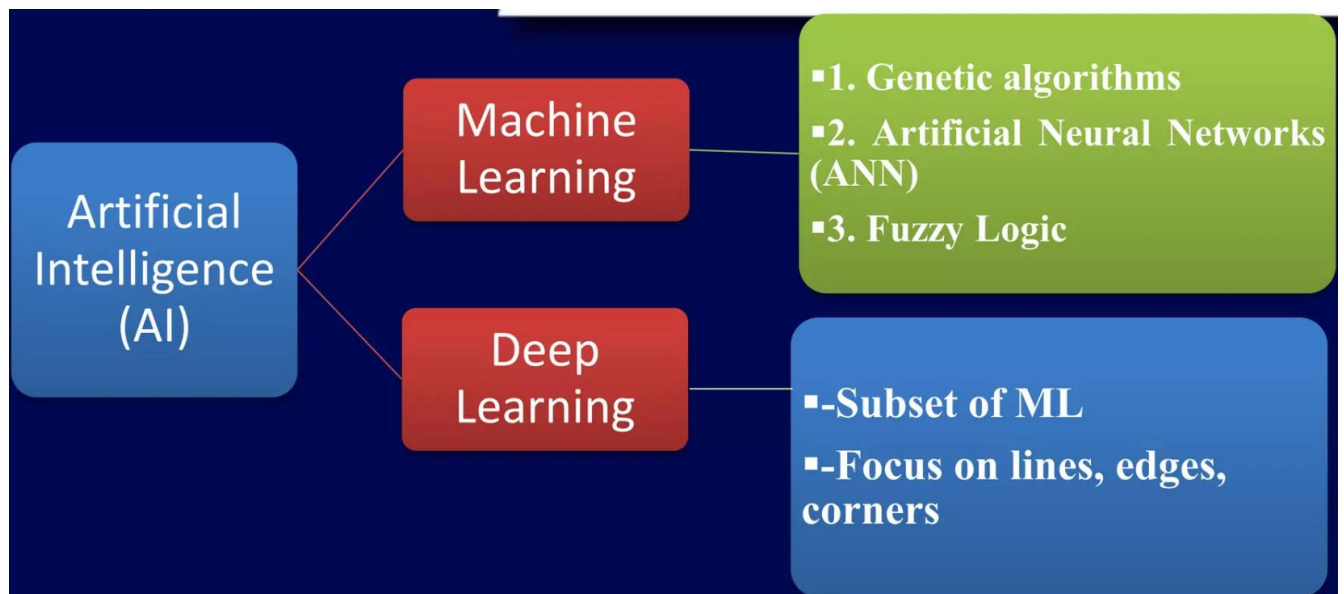 Artificial
Intelligence
(AI)
Machine
Learning
▪1. Genetic algorithms
▪2. Artificial Neural Networks
(ANN)
▪3. Fuzzy Logic
Deep
Learning
▪-Subset of ML
▪-Focus on lines, edges,
corners